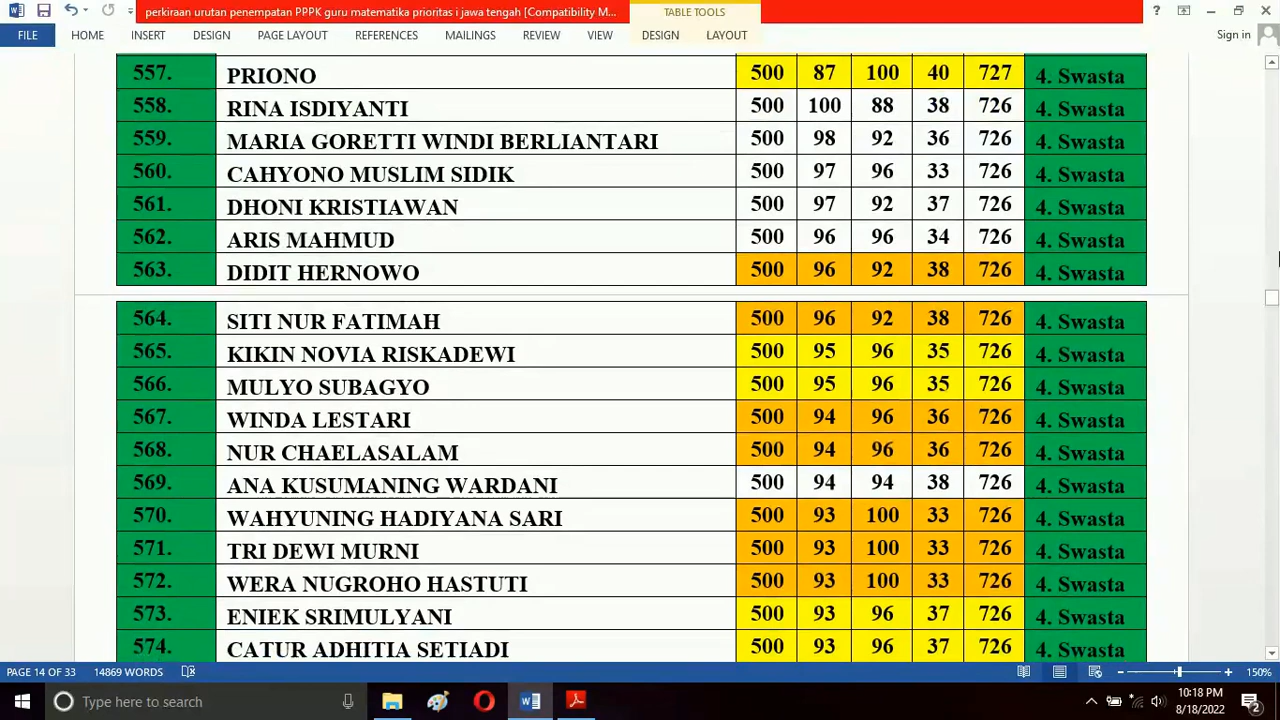 perkiraan urutan penempatan PPPK guru matematika prioritas i jawa tengah [Compatibility M...
TABLE TOOLS
?
FILE HOME INSERT DESIGN PAGE LAYOUT REFERENCES MAILINGS REVIEW VIEW DESIGN LAYOUT Sign in
557. PRIONO 500 87 100 40 727 4. Swasta
558. RINA ISDIYANTI 500 100 88 38 726 4. Swasta
559. MARIA GORETTI WINDI BERLIANTARI 500 98 92 36 726 4. Swasta
560. CAHYONO MUSLIM SIDIK 500 97 96 33 726 4. Swasta
561. DHONI KRISTIAWAN 500 97 92 37 726 4. Swasta
562. ARIS MAHMUD 500 96 96 34 726 4. Swasta
563. DIDIT HERNOWO 500 96 92 38 726 4. Swasta
564. SITI NUR FATIMAH 500 96 92 38 726 4. Swasta
565. KIKIN NOVIA RISKADEWI 500 95 96 35 726 4. Swasta
566. MULYO SUBAGYO 500 95 96 35 726 4. Swasta
567. WINDA LESTARI 500 94 96 36 726 4. Swasta
568. NUR CHAELASALAM 500 94 96 36 726 4. Swasta
569. ANA KUSUMANING WARDANI 500 94 94 38 726 4. Swasta
570. WAHYUNING HADIYANA SARI 500 93 100 33 726 4. Swasta
571. TRI DEWI MURNI 500 93 100 33 726 4. Swasta
572. WERA NUGROHO HASTUTI 500 93 100 33 726 4. Swasta
573. ENIEK SRIMULYANI 500 93 96 37 726 4. Swasta
574. CATUR ADHITIA SETIADI 500 93 96 37 726 4. Swasta
PAGE 14 OF 33 14869 WORDS 150%
Type here to search
10:18 PM
8/18/2022
2